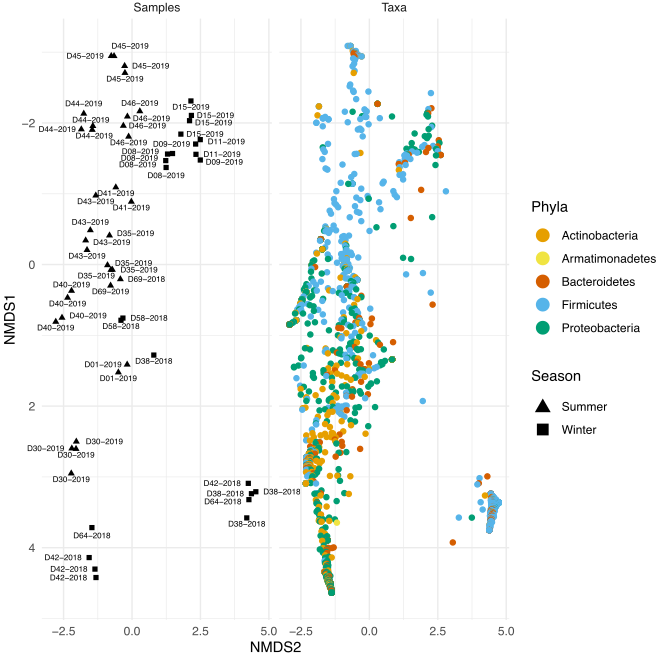 Samples
Taxa
D45−2019
D45−2019
D45−2019
D45−2019
D44−2019
D46−2019
D15−2019
D15−2019
D46−2019
D15−2019
D44−2019
D46−2019
D44−2019
D15−2019
D46−2019
D09−2019
D11−2019
D08−2019
D08−2019
D11−2019
D08−2019
D09−2019
D08−2019
D41−2019
D43−2019
D41−2019
D43−2019
D35−2019
D43−2019
D43−2019
D35−2019
D35−2019
D35−2019
D69−2018
D40−2019
D69−2019
D40−2019
D40−2019
D58−2018
D40−2019
D58−2018
D38−2018
D01−2019
D01−2019
D30−2019
D30−2019
D30−2019
D30−2019
D42−2018
D38−2018
D38−2018
D64−2018
D38−2018
D64−2018
D42−2018
D42−2018
D42−2018
−2
0
2
4
NMDS1
−2.5
0.0
2.5
5.0
−2.5
0.0
2.5
5.0
NMDS2
Phyla
Actinobacteria
Armatimonadetes
Bacteroidetes
Firmicutes
Proteobacteria
Season
Summer
Winter